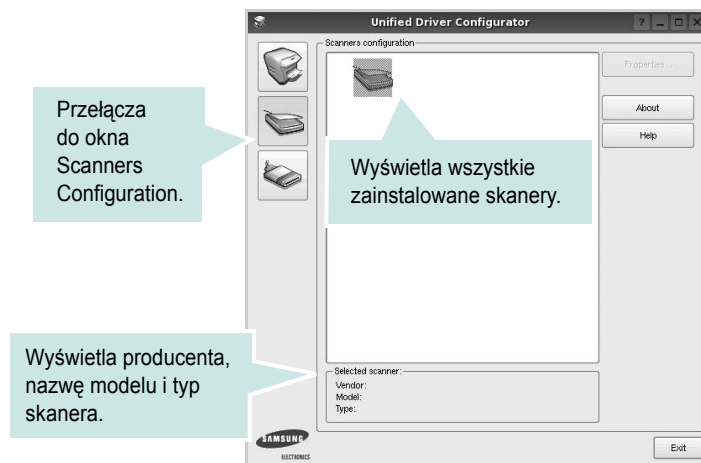 Unified Driver Configurator
Scanners configuration
Properties...
About
Help
Przełącza
do okna
Scanners
Configuration.
Wyświetla wszystkie
zainstalowane skanery.
Wyświetla producenta,
nazwę modelu i typ
skanera.
Selected scanner:
Vendor:
Model:
Type:
SAMSUNG
ELECTRONICS
Exit